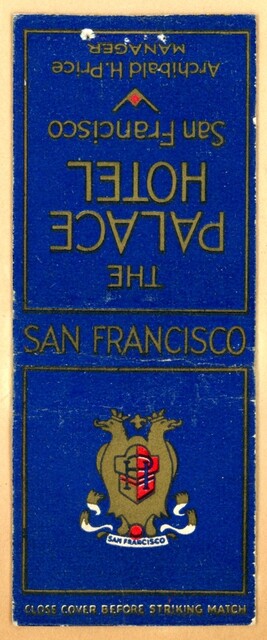 THE
PALACE
HOTEL
San Francisco
Archibald H. Price
MANAGER
SAN FRANCISCO
SAN FRANCISCO
CLOSE COVER BEFORE STRIKING MATCH